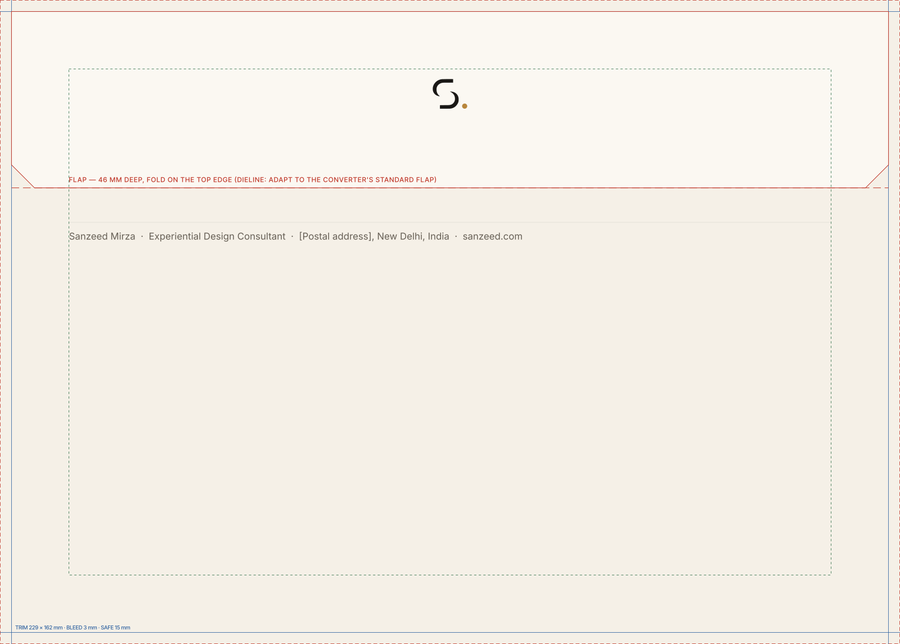 S.
FLAP — 46 MM DEEP, FOLD ON THE TOP EDGE (DIELINE: ADAPT TO THE CONVERTER'S STANDARD FLAP)
Sanzeed Mirza · Experiential Design Consultant · [Postal address], New Delhi, India · sanzeed.com
TRIM 229 × 162 mm · BLEED 3 mm · SAFE 15 mm